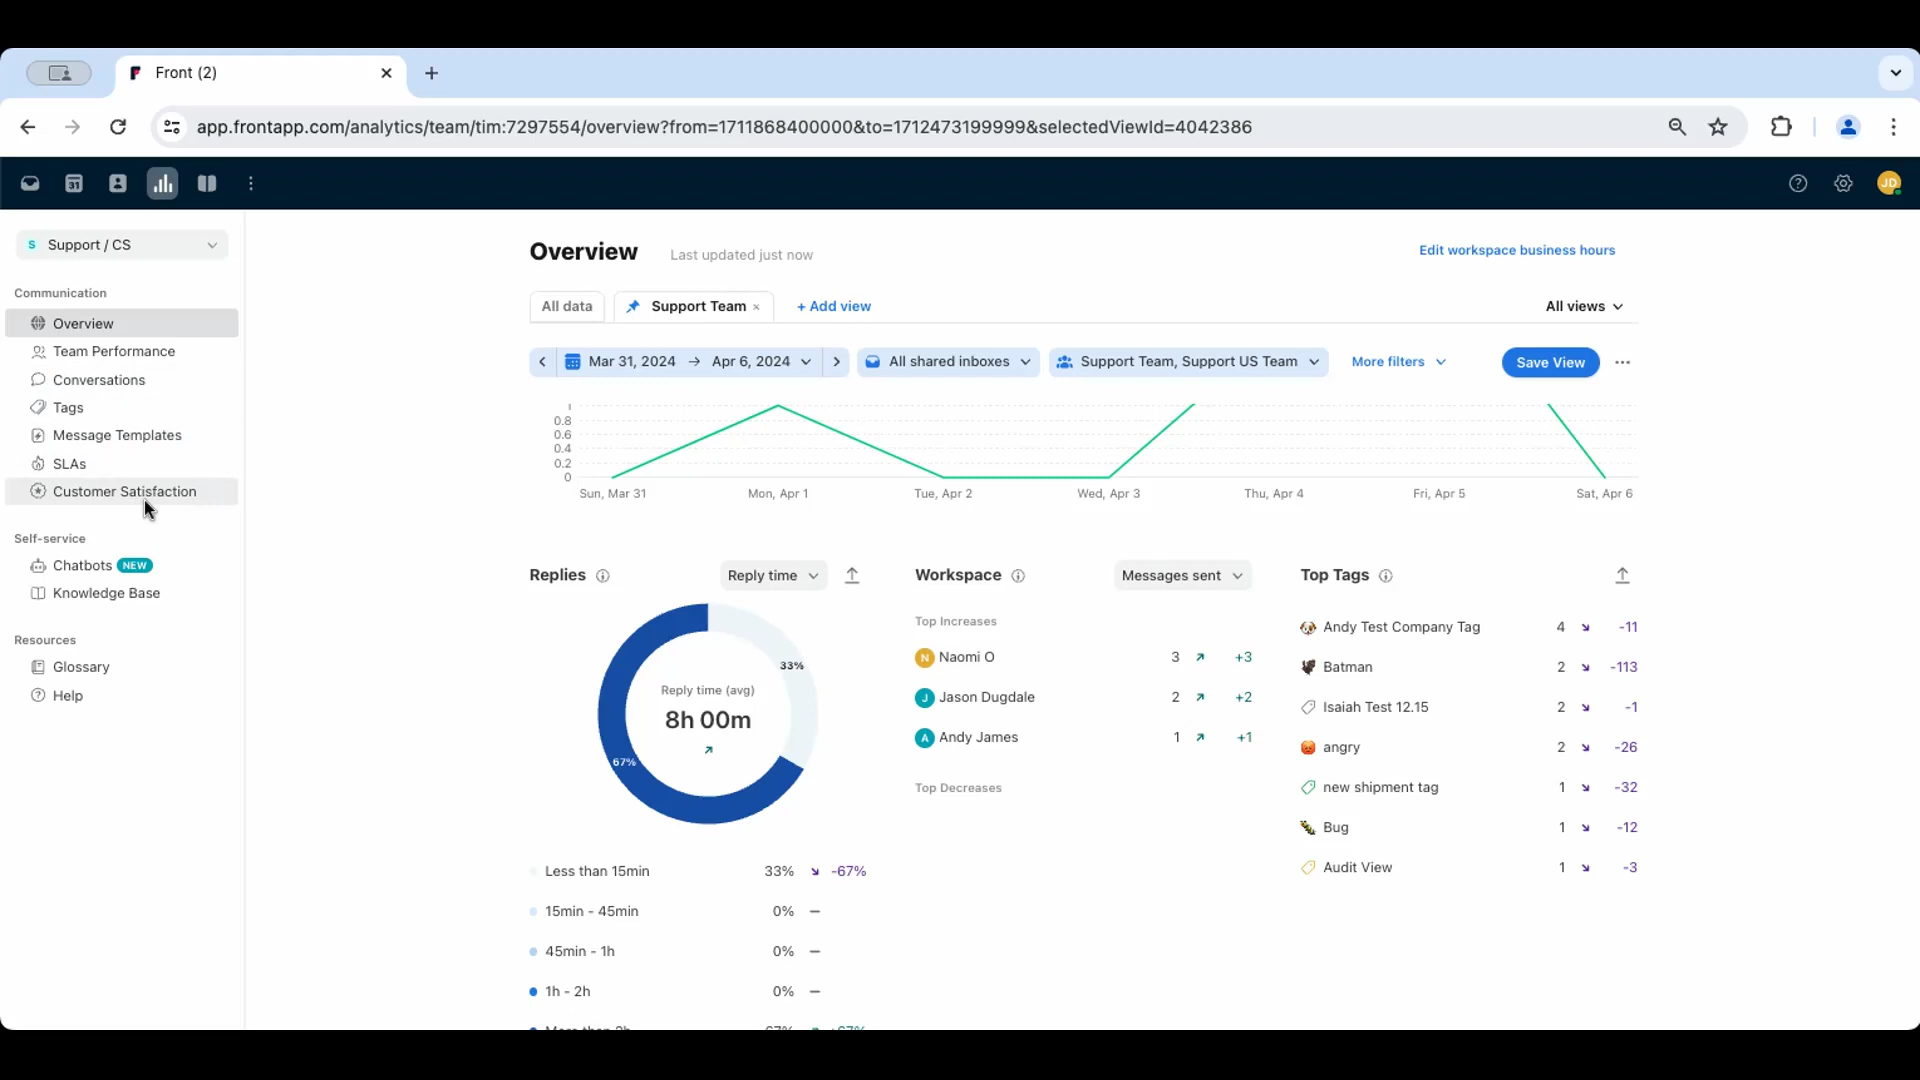 Front (2)
app.frontapp.com/analytics/team/tim:7297554/overview?from=1711868400000&to=1712473199999&selectedViewId=4042386
31
JD
S Support / CS
Communication
Overview
Team Performance
Conversations
Tags
Message Templates
SLAs
Customer Satisfaction
Self-service
Chatbots NEW
Knowledge Base
Resources
Glossary
Help
Overview Last updated just now Edit workspace business hours
All data Support Team × + Add view All views
Mar 31, 2024 → Apr 6, 2024 All shared inboxes Support Team, Support US Team More filters Save View
0.8
0.6
0.4
0.2
0
Sun, Mar 31 Mon, Apr 1 Tue, Apr 2 Wed, Apr 3 Thu, Apr 4 Fri, Apr 5 Sat, Apr 6
Replies Reply time
33%
Reply time (avg)
8h 00m
67%
Less than 15min 33% -67%
15min - 45min 0% –
45min - 1h 0% –
1h - 2h 0% –
More than 2h 67% +67%
Workspace Messages sent
Top Increases
N Naomi O 3 +3
J Jason Dugdale 2 +2
A Andy James 1 +1
Top Decreases
Top Tags
Andy Test Company Tag 4 -11
Batman 2 -113
Isaiah Test 12.15 2 -1
angry 2 -26
new shipment tag 1 -32
Bug 1 -12
Audit View 1 -3